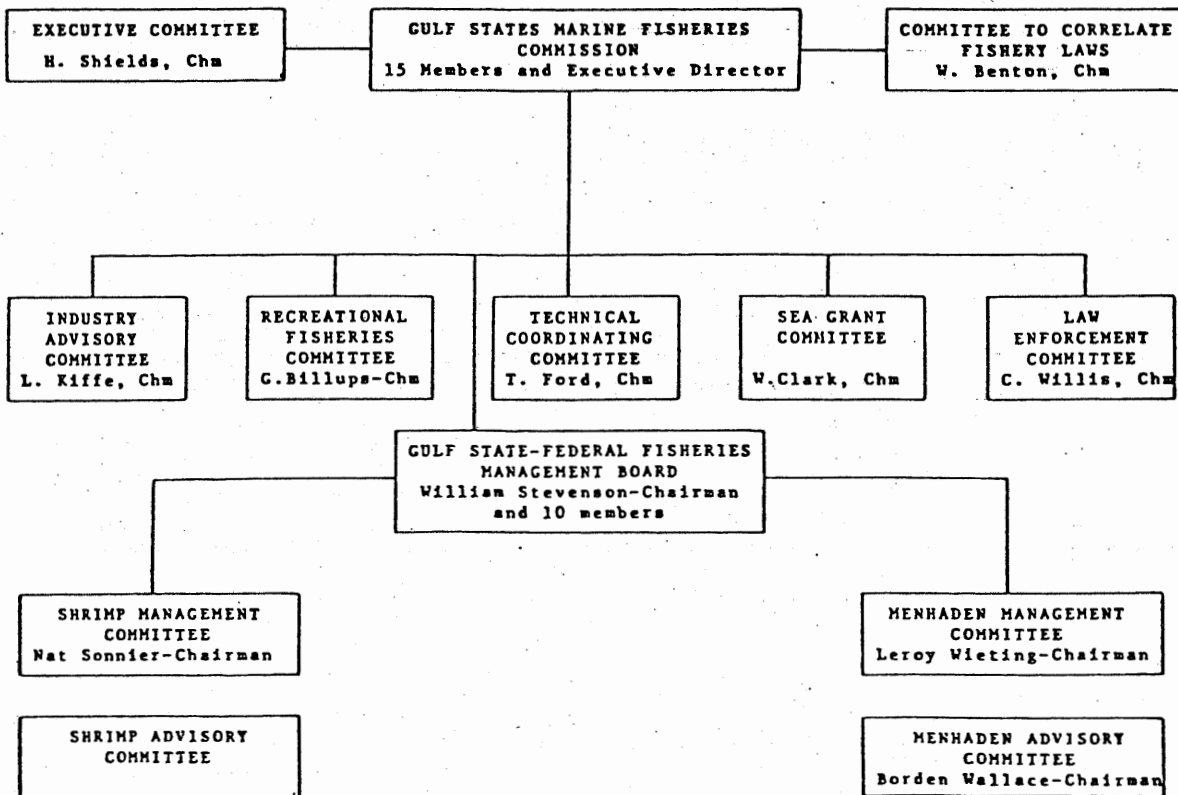 EXECUTIVE COMMITTEE
H. Shields, Chm
GULF STATES MARINE FISHERIES
COMMISSION
15 Members and Executive Director
COMMITTEE TO CORRELATE
FISHERY LAWS
W. Benton, Chm
INDUSTRY
ADVISORY
COMMITTEE
L. Kiffe, Chm
RECREATIONAL
FISHERIES
COMMITTEE
G.Billups-Chm
TECHNICAL
COORDINATING
COMMITTEE
T. Ford, Chm
SEA GRANT
COMMITTEE
W.Clark, Chm
LAW
ENFORCEMENT
COMMITTEE
C. Willis, Chm
GULF STATE-FEDERAL FISHERIES
MANAGEMENT BOARD
William Stevenson-Chairman
and 10 members
SHRIMP MANAGEMENT
COMMITTEE
Nat Sonnier-Chairman
MENHADEN MANAGEMENT
COMMITTEE
Leroy Wieting-Chairman
SHRIMP ADVISORY
COMMITTEE
MENHADEN ADVISORY
COMMITTEE
Borden Wallace-Chairman